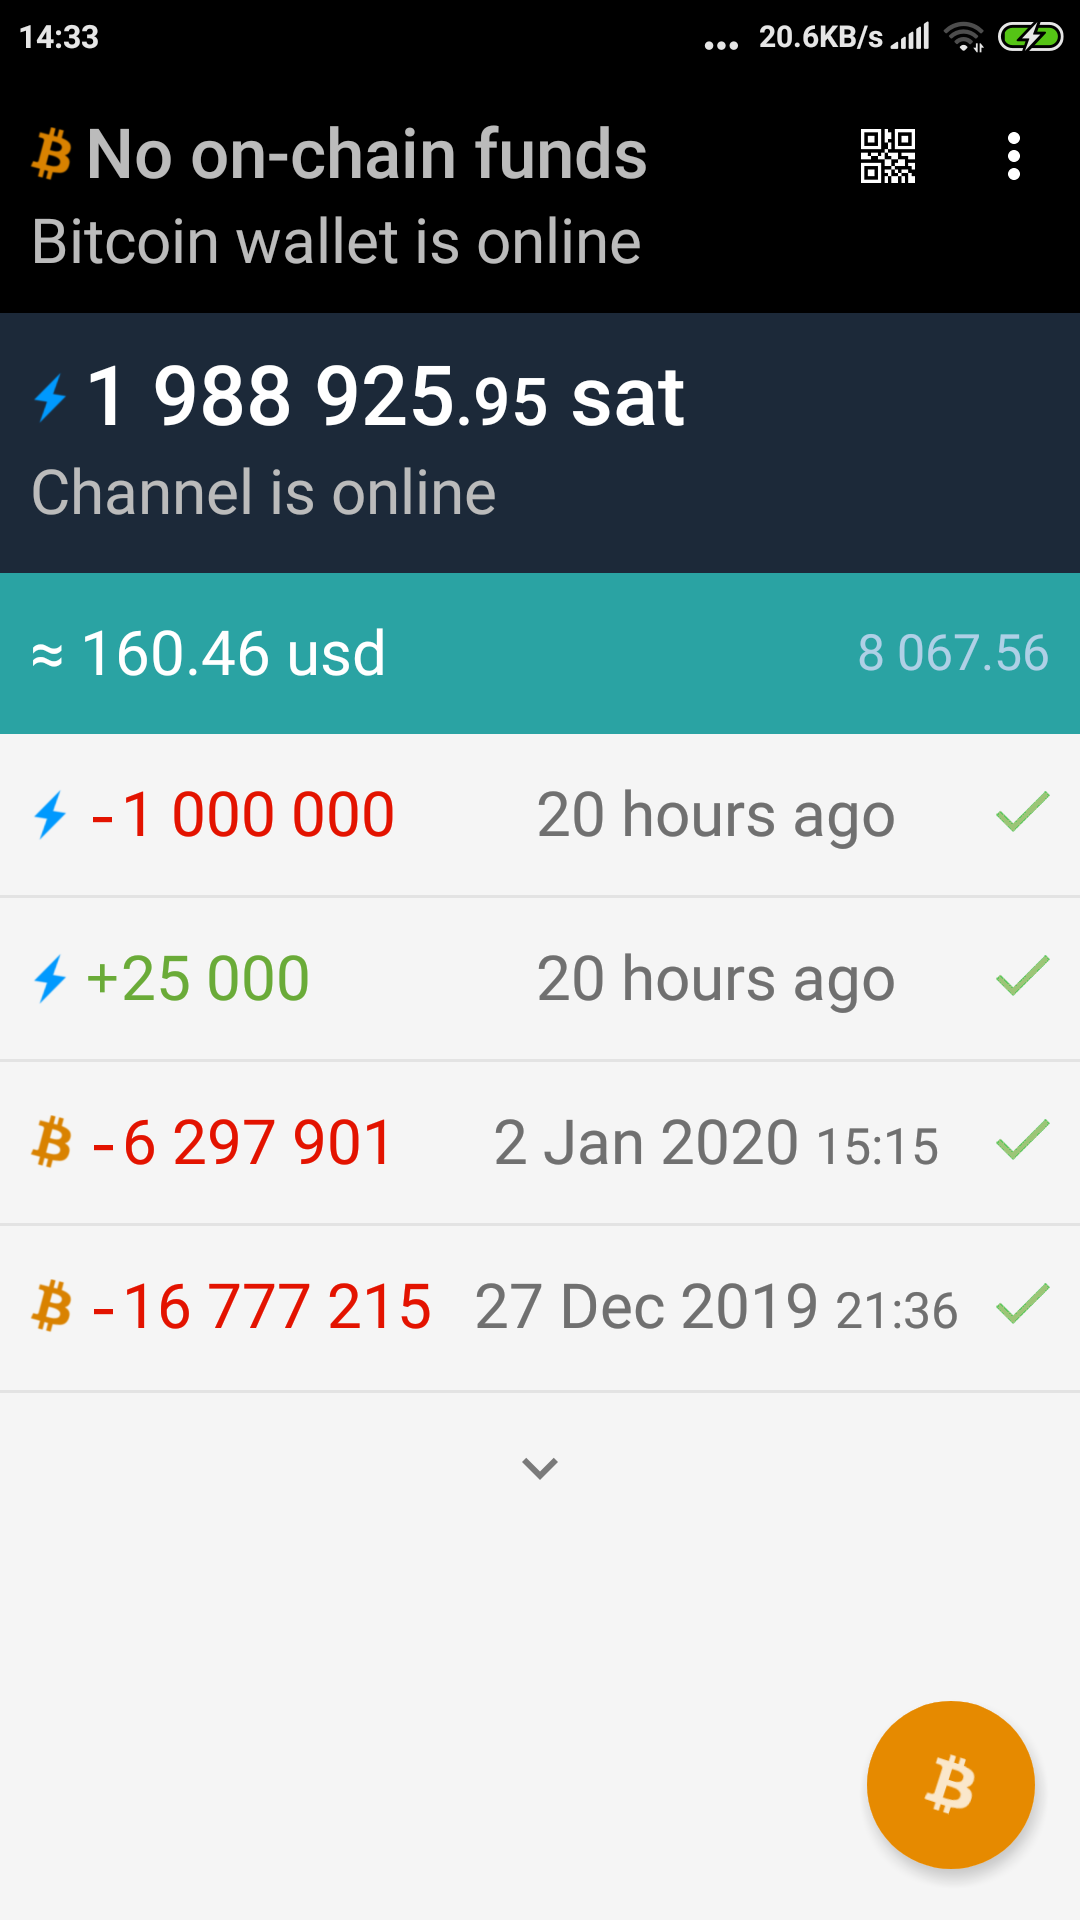 14:33 ... 20.6KB/s
No on-chain funds
Bitcoin wallet is online
1 988 925.95 sat
Channel is online
≈ 160.46 usd 8 067.56
-1 000 000 20 hours ago
+25 000 20 hours ago
-6 297 901 2 Jan 2020 15:15
-16 777 215 27 Dec 2019 21:36